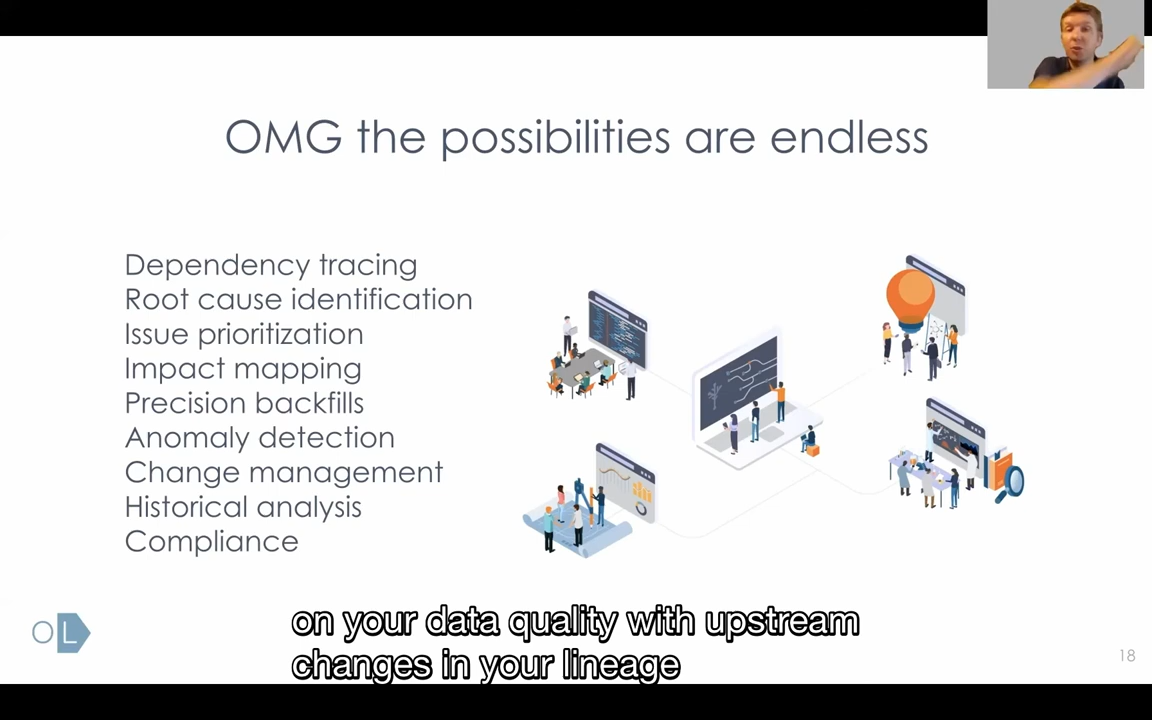 OMG the possibilities are endless
Dependency tracing
Root cause identification
Issue prioritization
Impact mapping
Precision backfills
Anomaly detection
Change management
Historical analysis
Compliance
OL
on your data quality with upstream
changes in your lineage
18